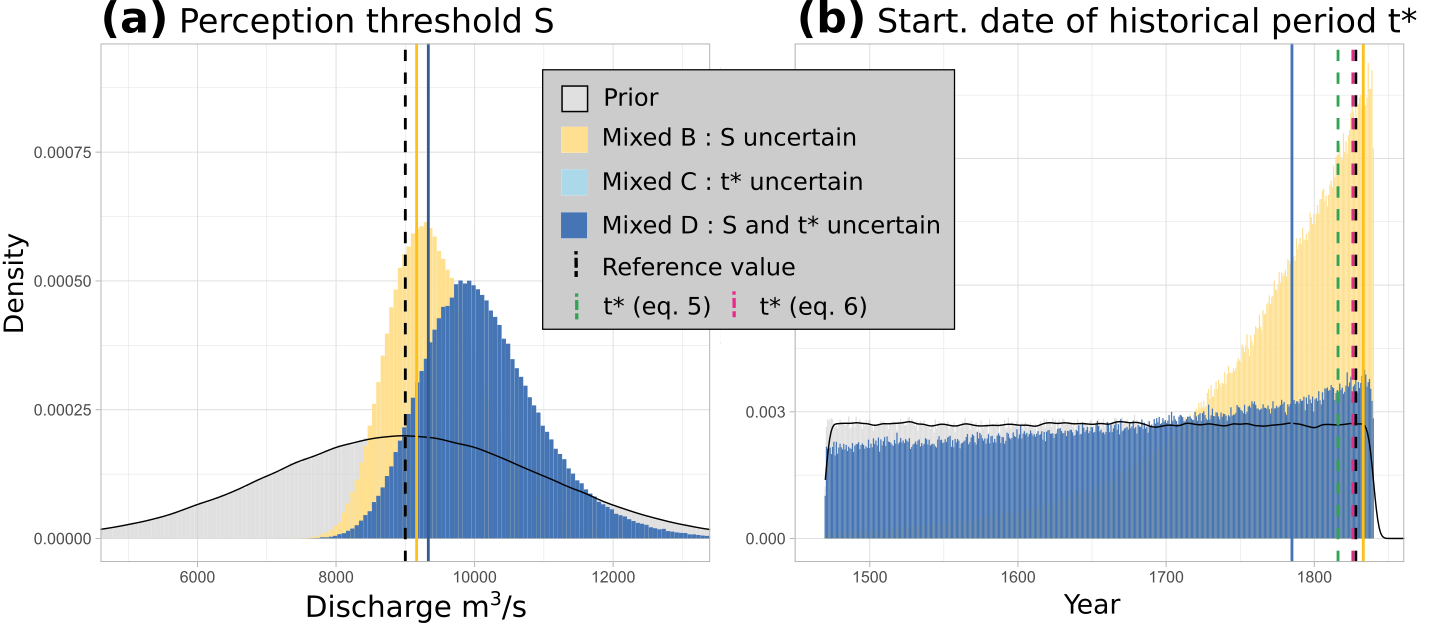 (a) Perception threshold S
(b) Start. date of historical period t*
Prior
Mixed B : S uncertain
Mixed C : t* uncertain
Mixed D : S and t* uncertain
Reference value
t* (eq. 5) t* (eq. 6)
Density
0.00075
0.00050
0.00025
0.00000
6000 8000 10000 12000
Discharge m³/s
0.003
0.000
1500 1600 1700 1800
Year